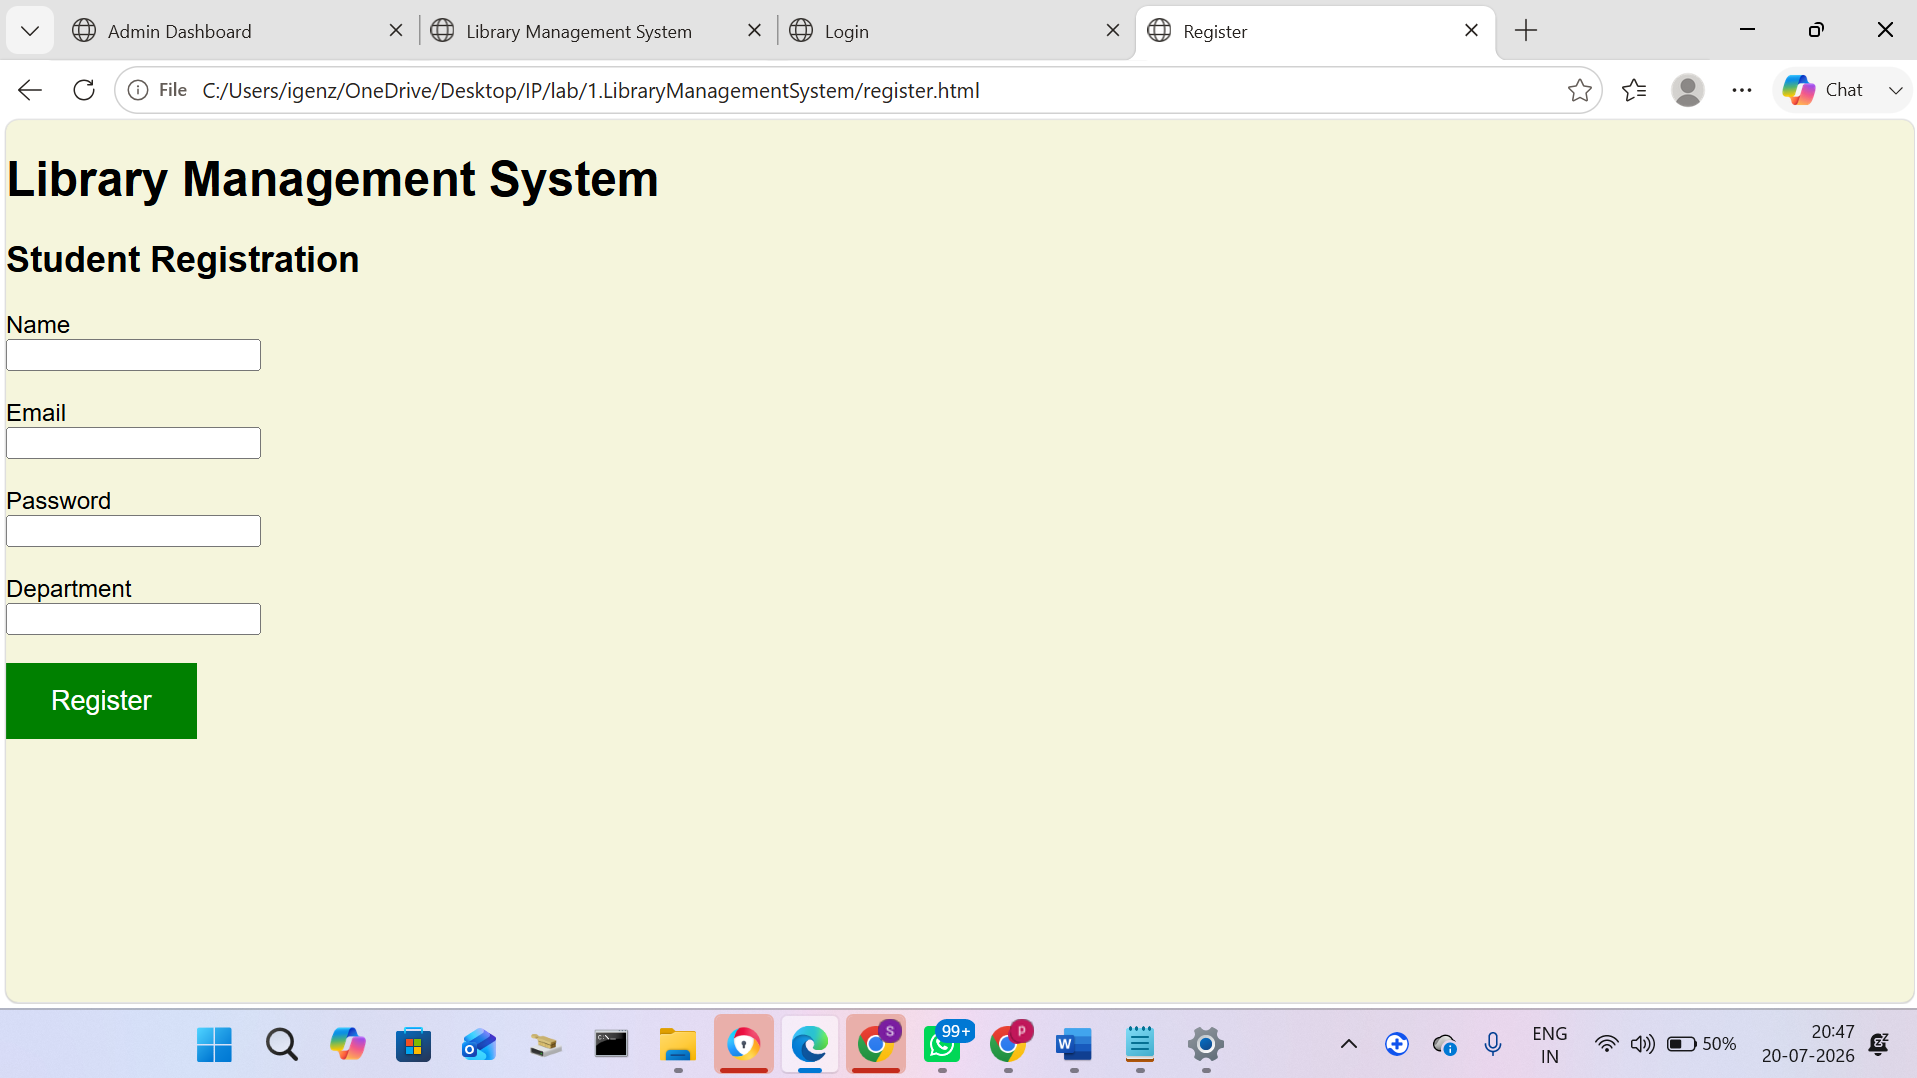 Admin Dashboard
Library Management System
Login
Register
File
C:/Users/igenz/OneDrive/Desktop/IP/lab/1.LibraryManagementSystem/register.html
Chat
Library Management System
Student Registration
Name
Email
Password
Department
Register
S
99+
P
ENG
IN
50%
20:47
20-07-2026